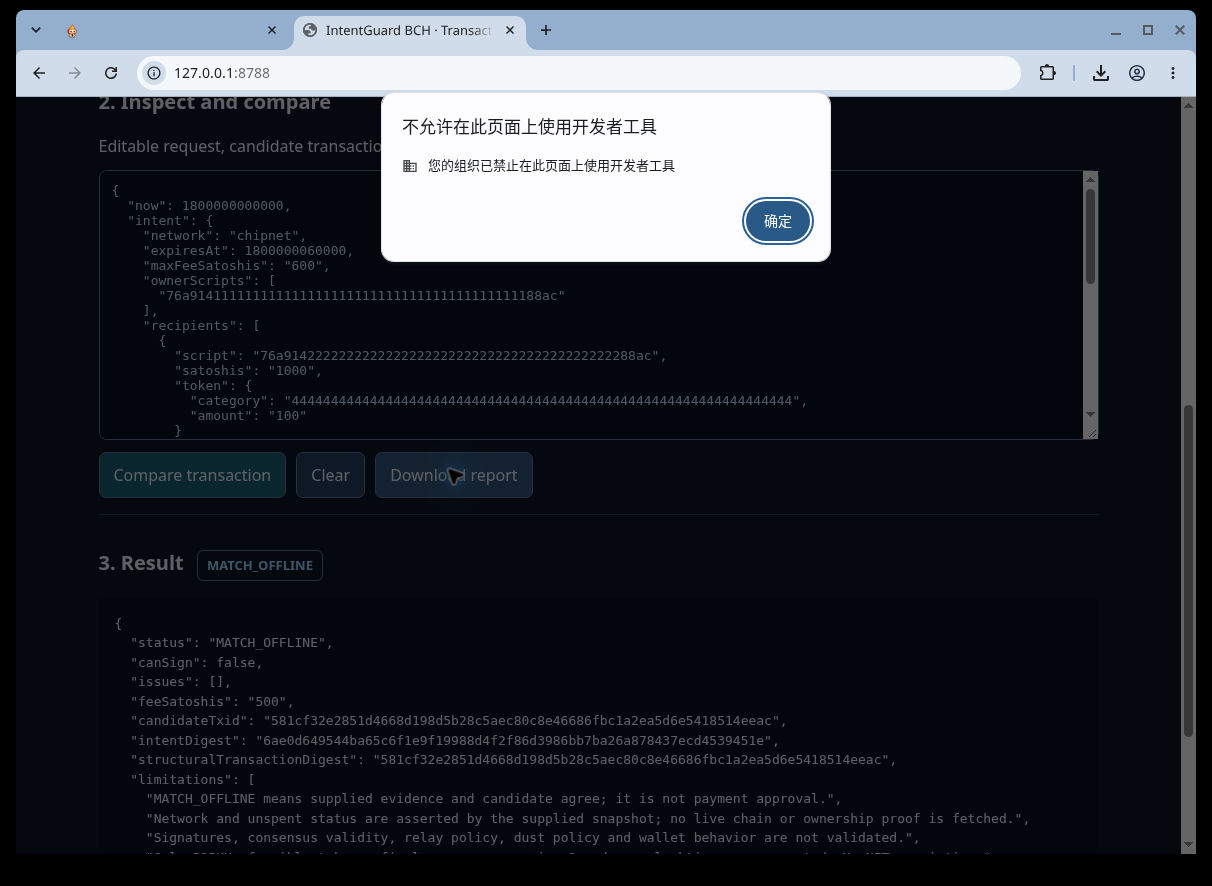 IntentGuard BCH · Transact
127.0.0.1:8788
2. Inspect and compare
不允许在此页面上使用开发者工具
您的组织已禁止在此页面上使用开发者工具
确定
Editable request, candidate transactio
{
"now": 1800000000000,
"intent": {
"network": "chipnet",
"expiresAt": 1800000060000,
"maxFeeSatoshis": "600",
"ownerScripts": [
"76a914111111111111111111111111111111111111111188ac"
],
"recipients": [
{
"script": "76a914222222222222222222222222222222222222222288ac",
"satoshis": "1000",
"token": {
"category": "4444444444444444444444444444444444444444444444444444444444444444",
"amount": "100"
}
Compare transaction
Clear
Download report
3. Result
MATCH_OFFLINE
{
"status": "MATCH_OFFLINE",
"canSign": false,
"issues": [],
"feeSatoshis": "500",
"candidateTxid": "581cf32e2851d4668d198d5b28c5aec80c8e46686fbc1a2ea5d6e5418514eeac",
"intentDigest": "6ae0d649544ba65c6f1e9f19988d4f2f86d3986bb7ba26a878437ecd4539451e",
"structuralTransactionDigest": "581cf32e2851d4668d198d5b28c5aec80c8e46686fbc1a2ea5d6e5418514eeac",
"limitations": [
"MATCH_OFFLINE means supplied evidence and candidate agree; it is not payment approval.",
"Network and unspent status are asserted by the supplied snapshot; no live chain or ownership proof is fetched.",
"Signatures, consensus validity, relay policy, dust policy and wallet behavior are not validated.",